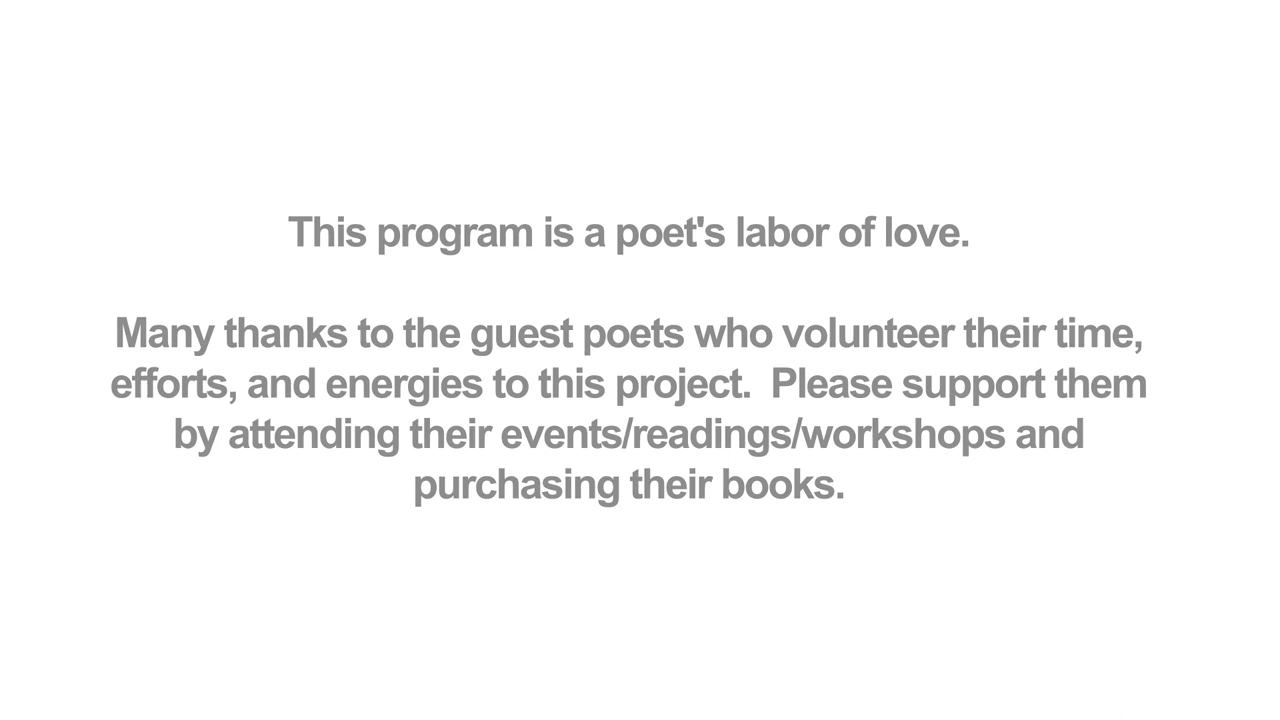 This program is a poet's labor of love.
Many thanks to the guest poets who volunteer their time,
efforts, and energies to this project.  Please support them
by attending their events/readings/workshops and
purchasing their books.